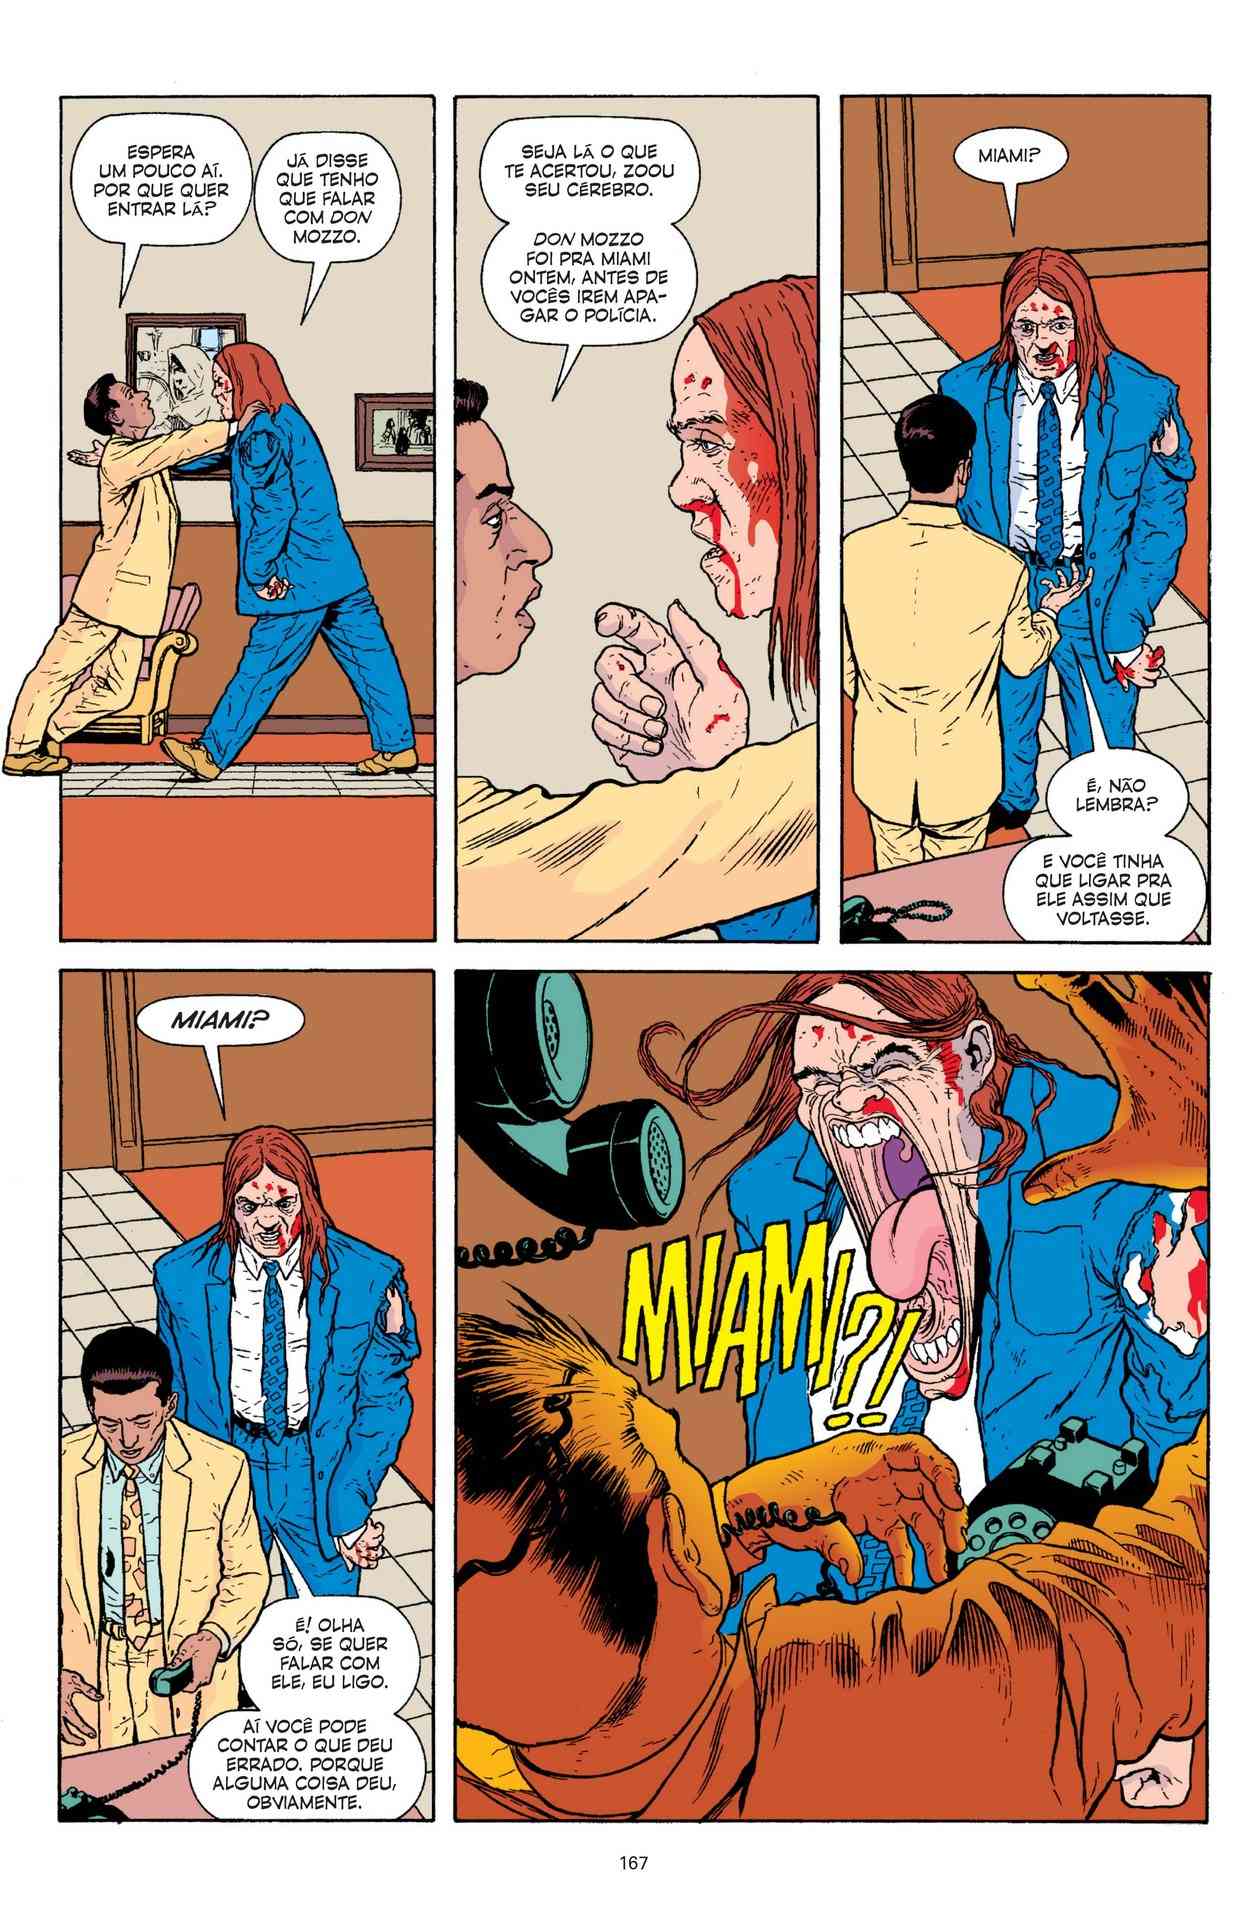 ESPERA
UM POUCO AÍ.
POR QUE QUER
ENTRAR LÁ?
JÁ DISSE
QUE TENHO
QUE FALAR
COM DON
MOZZO.
SEJA LÁ O QUE
TE ACERTOU, ZOOU
SEU CÉREBRO.
DON MOZZO
FOI PRA MIAMI
ONTEM, ANTES DE
VOCÊS IREM APA-
GAR O POLÍCIA.
MIAMI?
É, NÃO
LEMBRA?
E VOCÊ TINHA
QUE LIGAR PRA
ELE ASSIM QUE
VOLTASSE.
MIAMI?
É! OLHA
SÓ, SE QUER
FALAR COM
ELE, EU LIGO.
AÍ VOCÊ PODE
CONTAR O QUE DEU
ERRADO. PORQUE
ALGUMA COISA DEU,
OBVIAMENTE.
MIAMI?!
167